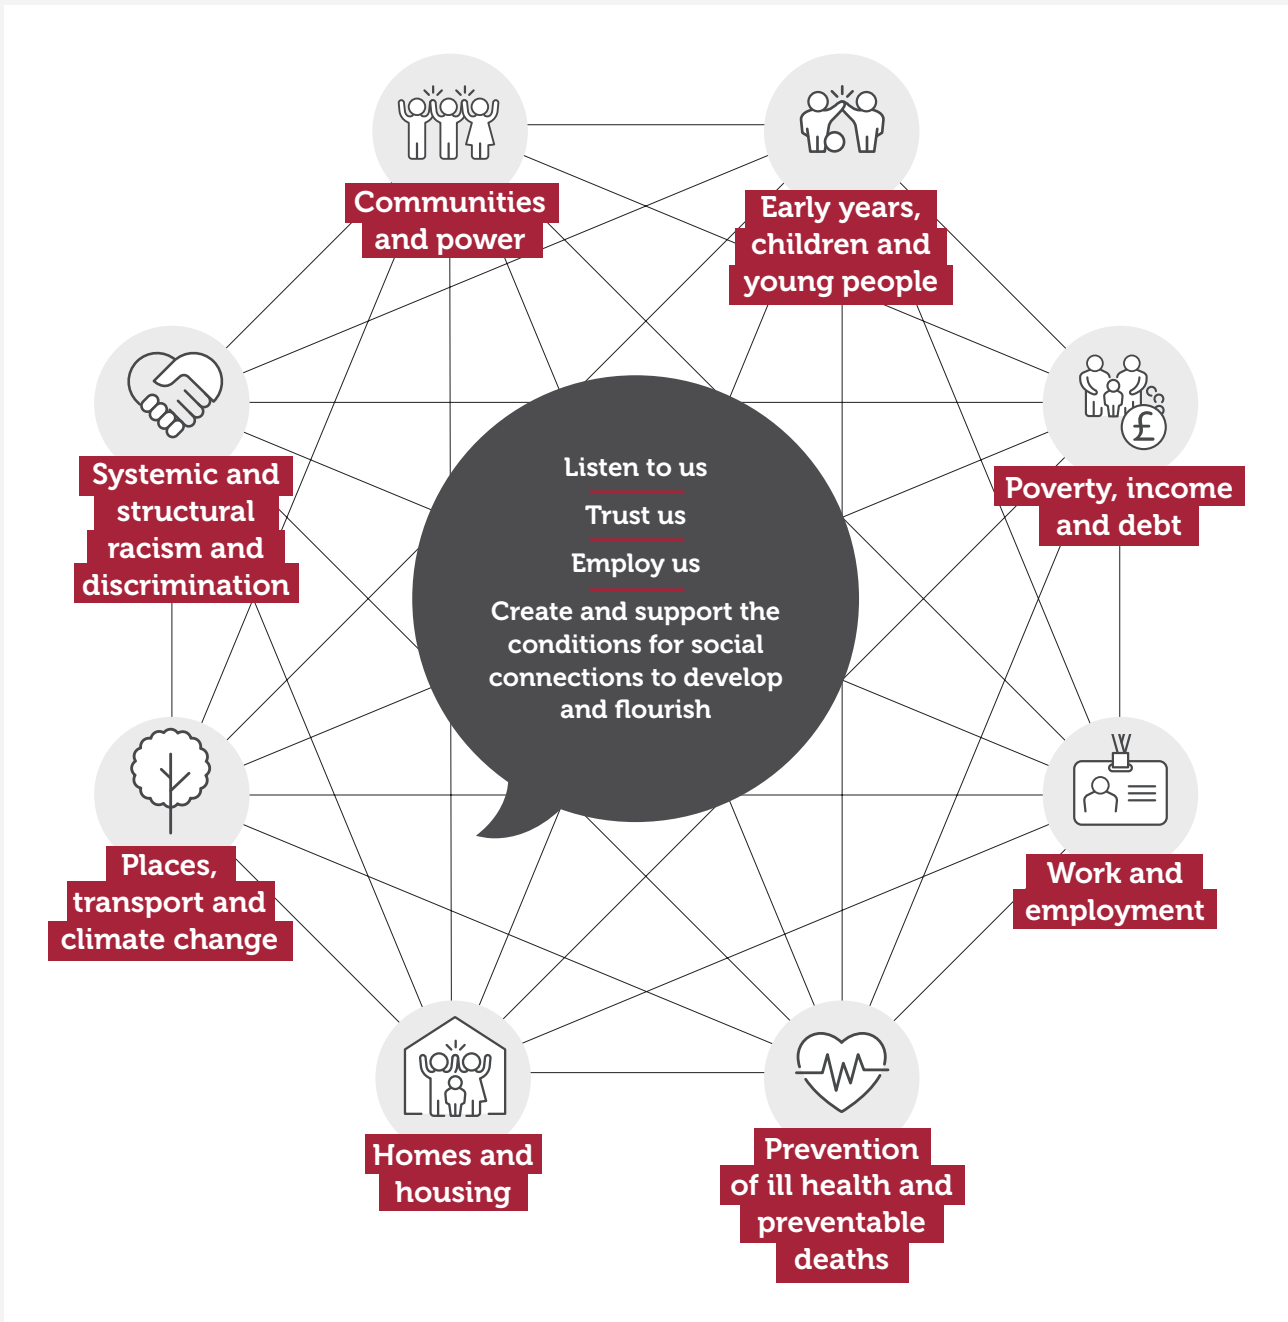 Communities
and power
Early years,
children and
young people
Systemic and
structural
racism and
discrimination
Listen to us
Trust us
Employ us
Create and support the
conditions for social
connections to develop
and flourish
£
Poverty, income
and debt
Places,
transport and
climate change
Work and
employment
Homes and
housing
Prevention
of ill health and
preventable
deaths